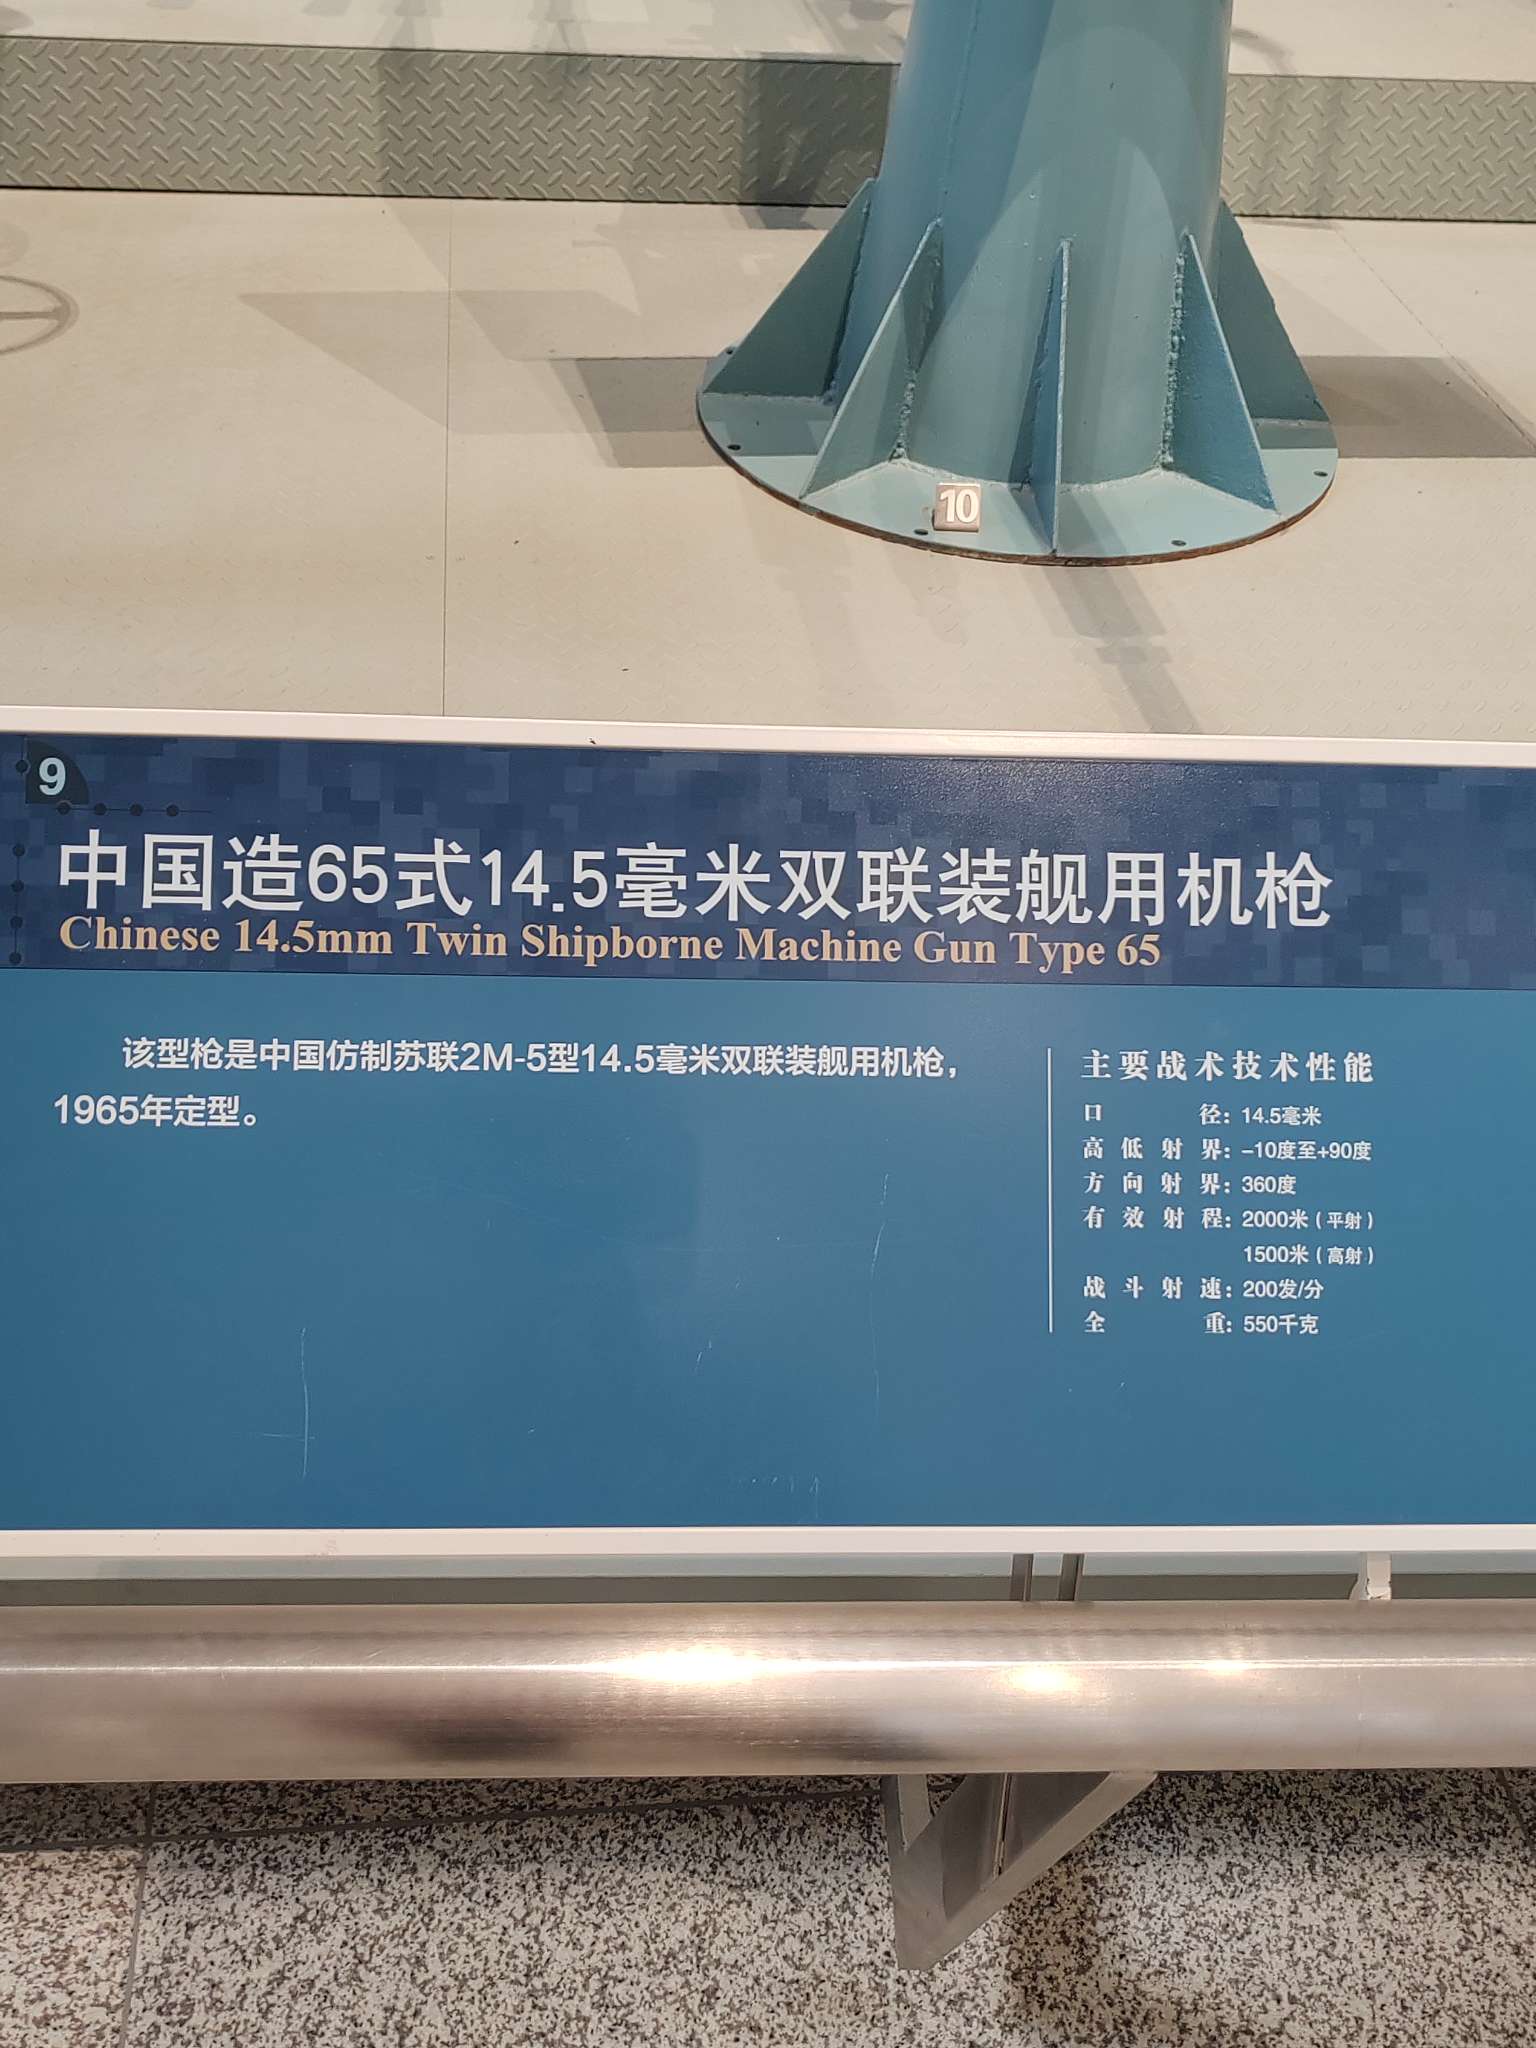 10
9
中国造65式14.5毫米双联装舰用机枪
Chinese 14.5mm Twin Shipborne Machine Gun Type 65
该型枪是中国仿制苏联2M-5型14.5毫米双联装舰用机枪，
1965年定型。
主要战术技术性能
口径：14.5毫米
高低射界：-10度至+90度
方向射界：360度
有效射程：2000米（平射）
1500米（高射）
战斗射速：200发/分
全重：550千克